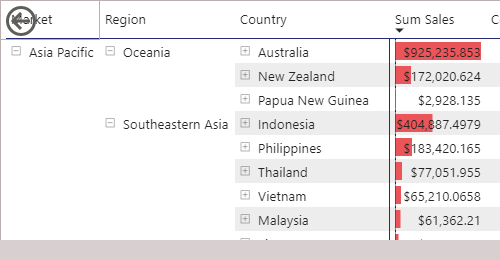 Market Region Country Sum Sales C
Asia Pacific Oceania Australia $925,235.853
New Zealand $172,020.624
Papua New Guinea $2,928.135
Southeastern Asia Indonesia $404,887.4979
Philippines $183,420.165
Thailand $77,051.955
Vietnam $65,210.0658
Malaysia $61,362.21